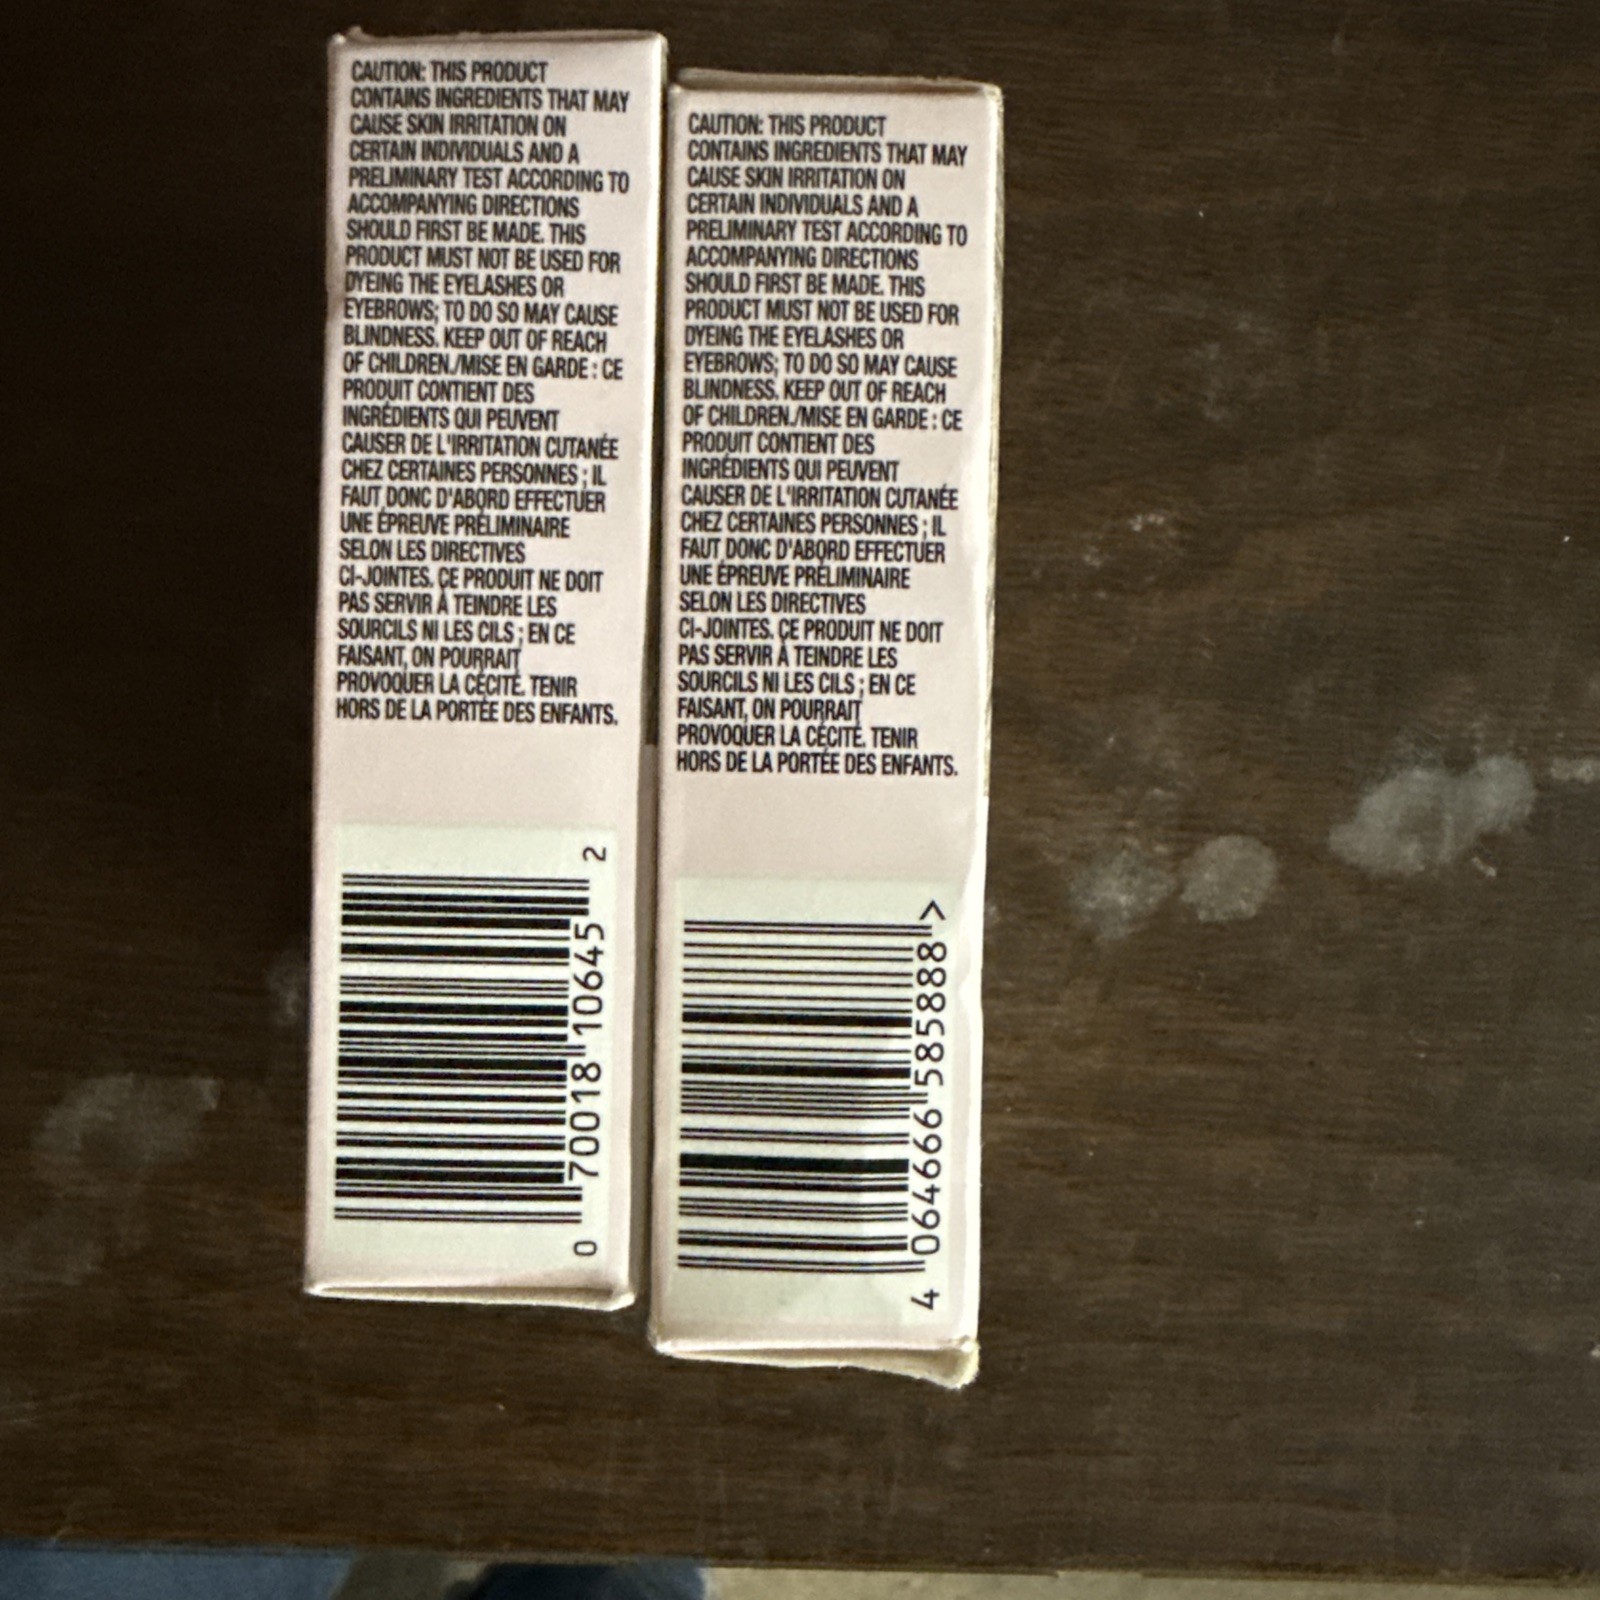 CAUTION: THIS PRODUCT
CONTAINS INGREDIENTS THAT MAY
CAUSE SKIN IRRITATION ON
CERTAIN INDIVIDUALS AND A
PRELIMINARY TEST ACCORDING TO
ACCOMPANYING DIRECTIONS
SHOULD FIRST BE MADE. THIS
PRODUCT MUST NOT BE USED FOR
DYEING THE EYELASHES OR
EYEBROWS; TO DO SO MAY CAUSE
BLINDNESS. KEEP OUT OF REACH
OF CHILDREN./MISE EN GARDE : CE
PRODUIT CONTIENT DES
INGRÉDIENTS QUI PEUVENT
CAUSER DE L'IRRITATION CUTANÉE
CHEZ CERTAINES PERSONNES ; IL
FAUT DONC D'ABORD EFFECTUER
UNE ÉPREUVE PRÉLIMINAIRE
SELON LES DIRECTIVES
CI-JOINTES. CE PRODUIT NE DOIT
PAS SERVIR À TEINDRE LES
SOURCILS NI LES CILS ; EN CE
FAISANT, ON POURRAIT
PROVOQUER LA CÉCITÉ. TENIR
HORS DE LA PORTÉE DES ENFANTS.
0 70018 10645 2
CAUTION: THIS PRODUCT
CONTAINS INGREDIENTS THAT MAY
CAUSE SKIN IRRITATION ON
CERTAIN INDIVIDUALS AND A
PRELIMINARY TEST ACCORDING TO
ACCOMPANYING DIRECTIONS
SHOULD FIRST BE MADE. THIS
PRODUCT MUST NOT BE USED FOR
DYEING THE EYELASHES OR
EYEBROWS; TO DO SO MAY CAUSE
BLINDNESS. KEEP OUT OF REACH
OF CHILDREN./MISE EN GARDE : CE
PRODUIT CONTIENT DES
INGRÉDIENTS QUI PEUVENT
CAUSER DE L'IRRITATION CUTANÉE
CHEZ CERTAINES PERSONNES ; IL
FAUT DONC D'ABORD EFFECTUER
UNE ÉPREUVE PRÉLIMINAIRE
SELON LES DIRECTIVES
CI-JOINTES. CE PRODUIT NE DOIT
PAS SERVIR À TEINDRE LES
SOURCILS NI LES CILS ; EN CE
FAISANT, ON POURRAIT
PROVOQUER LA CÉCITÉ. TENIR
HORS DE LA PORTÉE DES ENFANTS.
4 064666 585888 >